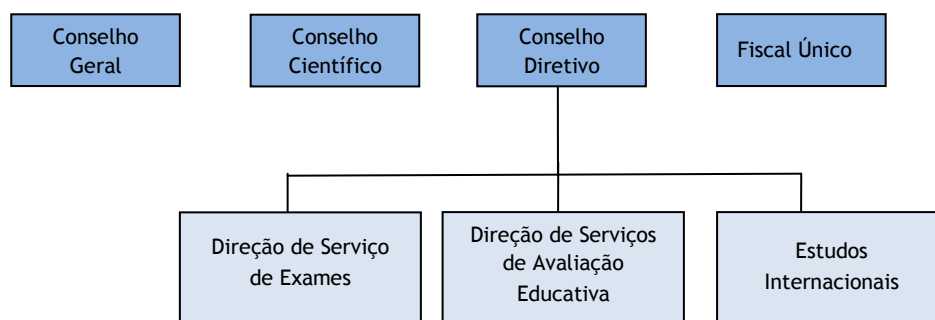 Conselho
Geral
Conselho
Científico
Conselho
Diretivo
Fiscal Único
Direção de Serviço
de Exames
Direção de Serviços
de Avaliação
Educativa
Estudos
Internacionais